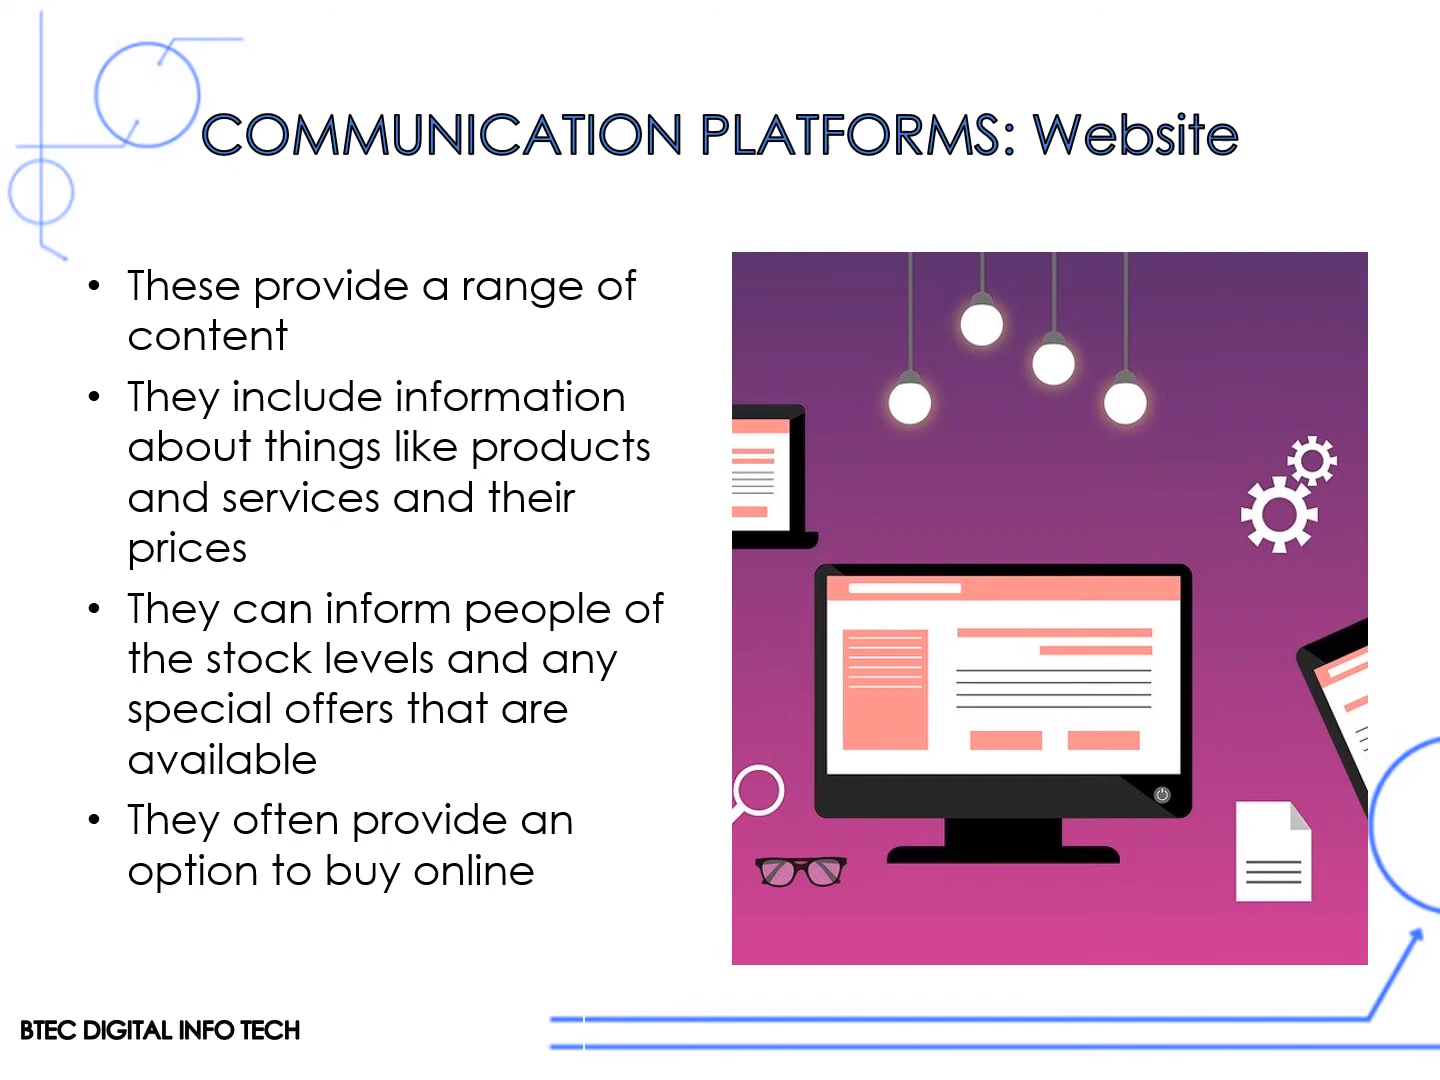 COMMUNICATION PLATFORMS: Website
• These provide a range of
content
• They include information
about things like products
and services and their
prices
• They can inform people of
the stock levels and any
special offers that are
available
• They often provide an
option to buy online
BTEC DIGITAL INFO TECH